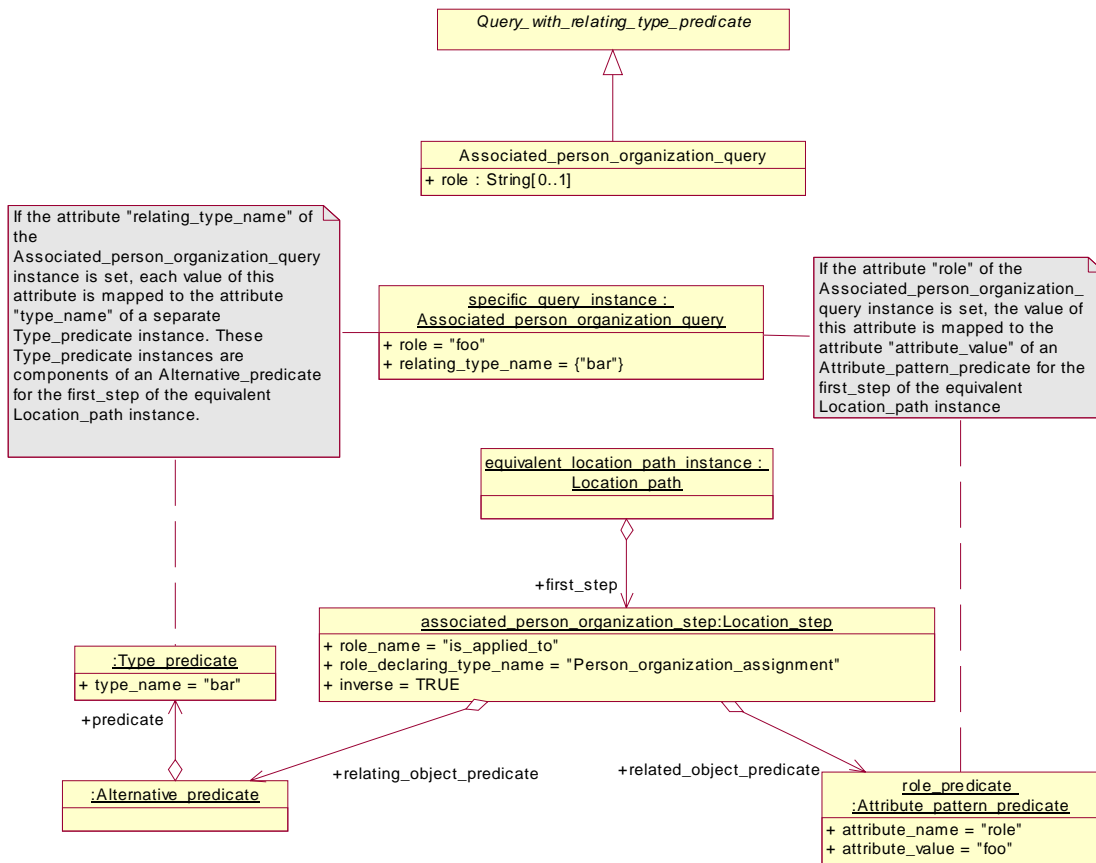 Query_with_relating_type_predicate
Associated_person_organization_query
+ role : String[0..1]
If the attribute "relating_type_name" of
the
Associated_person_organization_query
instance is set, each value of this
attribute is mapped to the attribute
"type_name" of a separate
Type_predicate instance. These
Type_predicate instances are
components of an Alternative_predicate
for the first_step of the equivalent
Location_path instance.
specific_query_instance :
Associated_person_organization_query
+ role = "foo"
+ relating_type_name = {"bar"}
If the attribute "role" of the
Associated_person_organization_
query instance is set, the value of
this attribute is mapped to the
attribute "attribute_value" of an
Attribute_pattern_predicate for the
first_step of the equivalent
Location_path instance
equivalent_location_path_instance :
Location_path
+first_step
associated_person_organization_step:Location_step
+ role_name = "is_applied_to"
+ role_declaring_type_name = "Person_organization_assignment"
+ inverse = TRUE
:Type_predicate
+ type_name = "bar"
+predicate
+relating_object_predicate
+related_object_predicate
:Alternative_predicate
role_predicate
:Attribute_pattern_predicate
+ attribute_name = "role"
+ attribute_value = "foo"